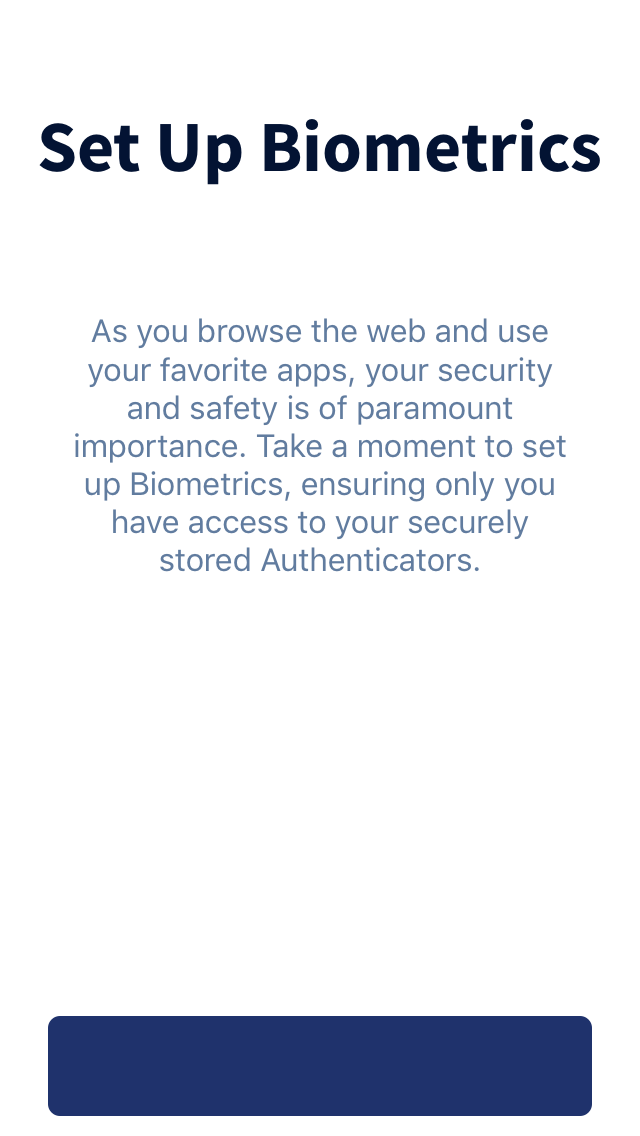 Set Up Biometrics
As you browse the web and use
your favorite apps, your security
and safety is of paramount
importance. Take a moment to set
up Biometrics, ensuring only you
have access to your securely
stored Authenticators.